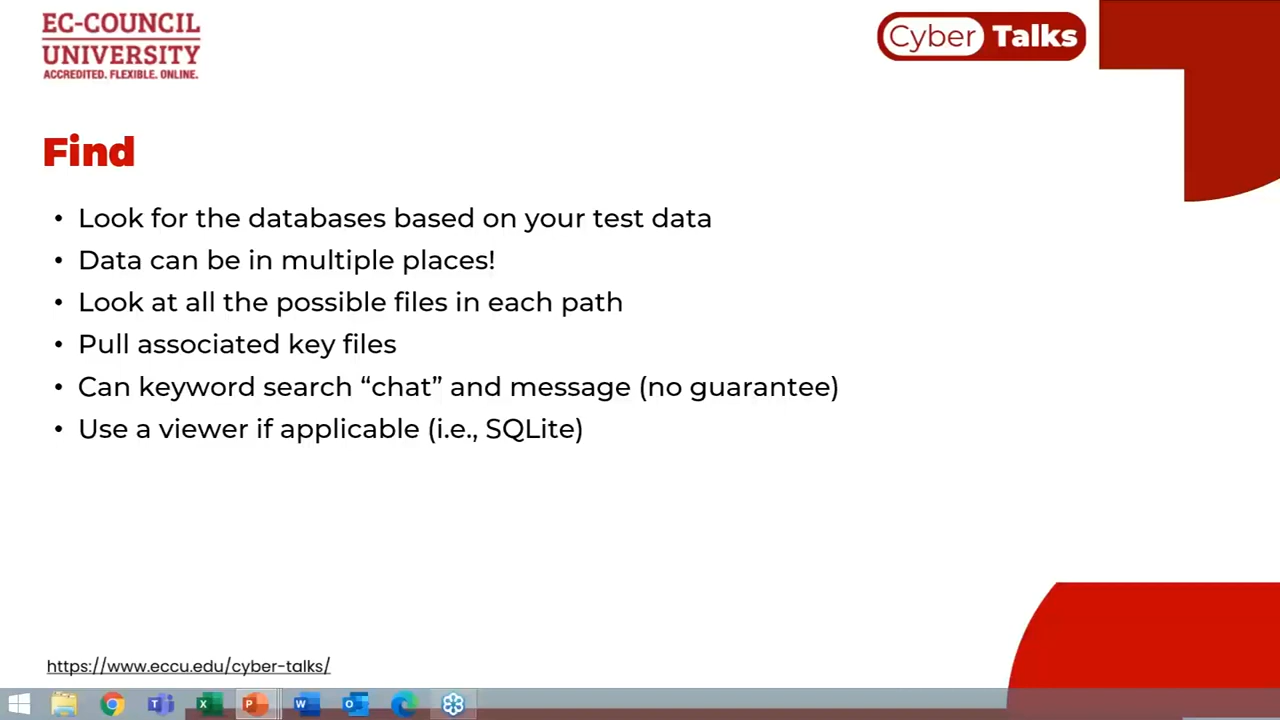 EC-COUNCIL
UNIVERSITY
ACCREDITED. FLEXIBLE. ONLINE.
Cyber Talks
Find
• Look for the databases based on your test data
• Data can be in multiple places!
• Look at all the possible files in each path
• Pull associated key files
• Can keyword search “chat” and message (no guarantee)
• Use a viewer if applicable (i.e., SQLite)
https://www.eccu.edu/cyber-talks/